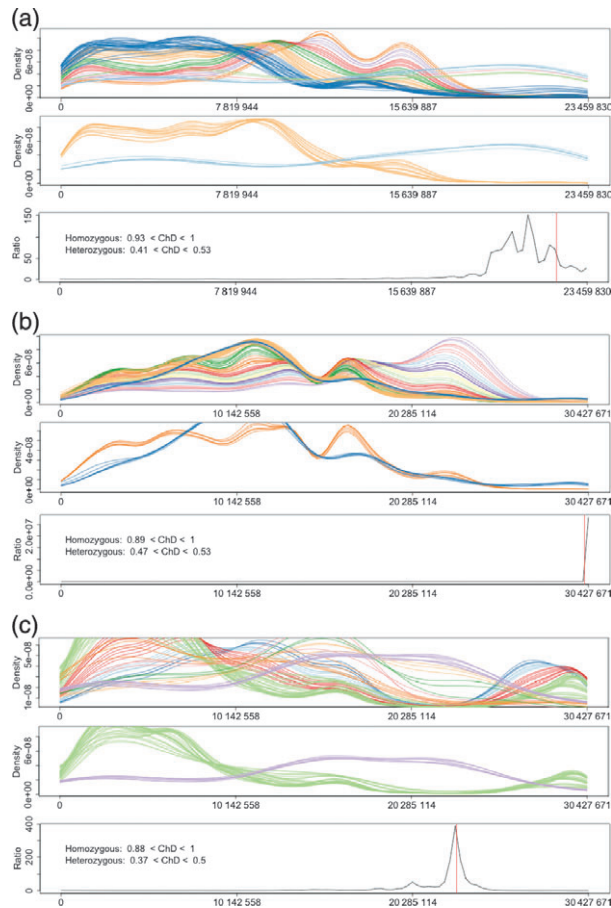 (a)
Density
0e+00 6e-08
0 7 819 944 15 639 887 23 459 830
Density
0e+00 6e-08
0 7 819 944 15 639 887 23 459 830
Ratio
0 50 150
Homozygous: 0.93 < ChD < 1
Heterozygous: 0.41 < ChD < 0.53
0 7 819 944 15 639 887 23 459 830
(b)
Density
0e+00 6e-08
0 10 142 558 20 285 114 30 427 671
Density
0e+00 4e-08
0 10 142 558 20 285 114 30 427 671
Ratio
0.0e+00 2.0e+07
Homozygous: 0.89 < ChD < 1
Heterozygous: 0.47 < ChD < 0.53
0 10 142 558 20 285 114 30 427 671
(c)
Density
1e-08 5e-08
0 10 142 558 20 285 114 30 427 671
Density
0e+00 6e-08
0 10 142 558 20 285 114 30 427 671
Ratio
0 200 400
Homozygous: 0.88 < ChD < 1
Heterozygous: 0.37 < ChD < 0.5
0 10 142 558 20 285 114 30 427 671